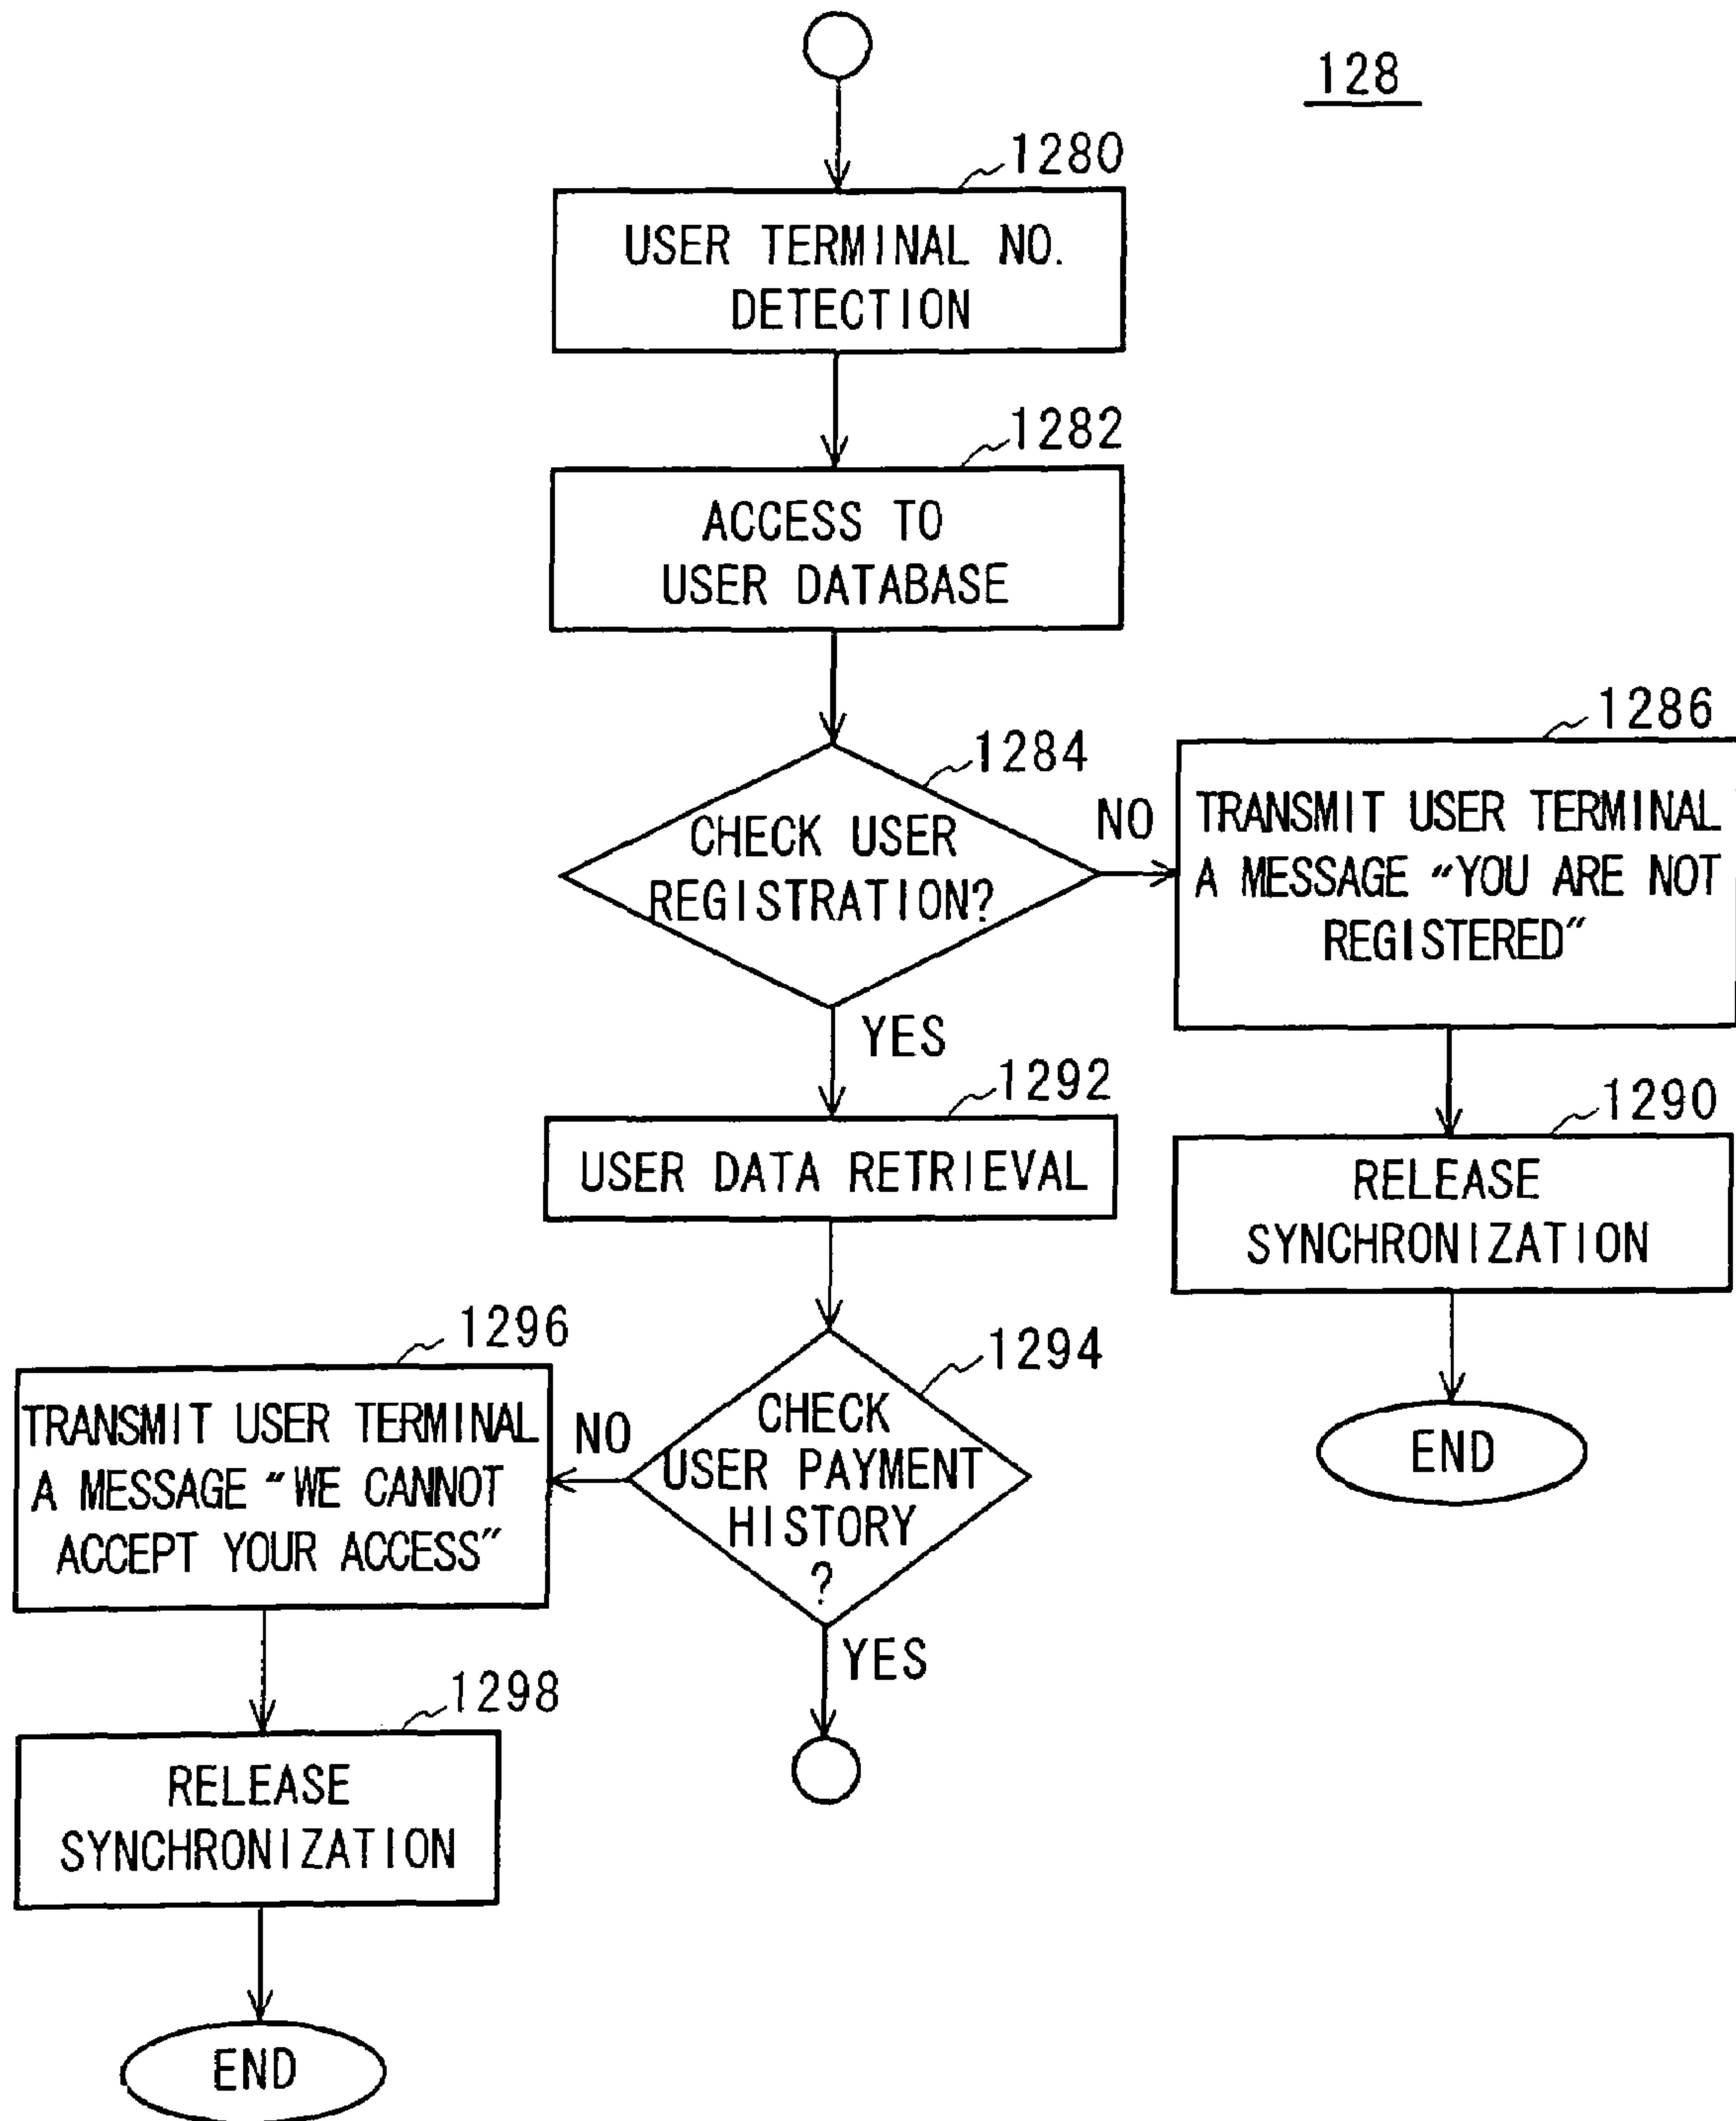 128
1280
USER TERMINAL NO.
DETECTION
1282
ACCESS TO
USER DATABASE
1284
CHECK USER
REGISTRATION?
NO
YES
1286
TRANSMIT USER TERMINAL
A MESSAGE "YOU ARE NOT
REGISTERED"
1290
RELEASE
SYNCHRONIZATION
END
1292
USER DATA RETRIEVAL
1294
CHECK
USER PAYMENT
HISTORY
?
NO
YES
1296
TRANSMIT USER TERMINAL
A MESSAGE "WE CANNOT
ACCEPT YOUR ACCESS"
1298
RELEASE
SYNCHRONIZATION
END